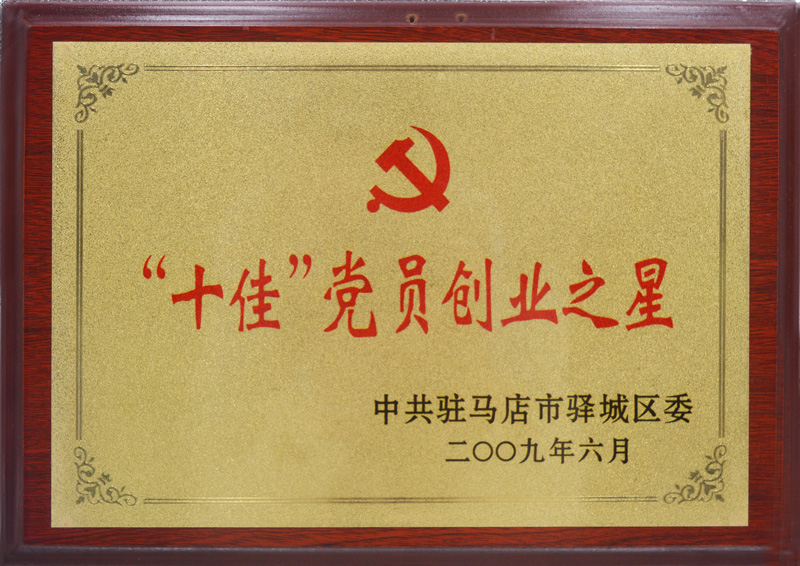 “十佳”党员创业之星
中共驻马店市驿城区委
二〇〇九年六月